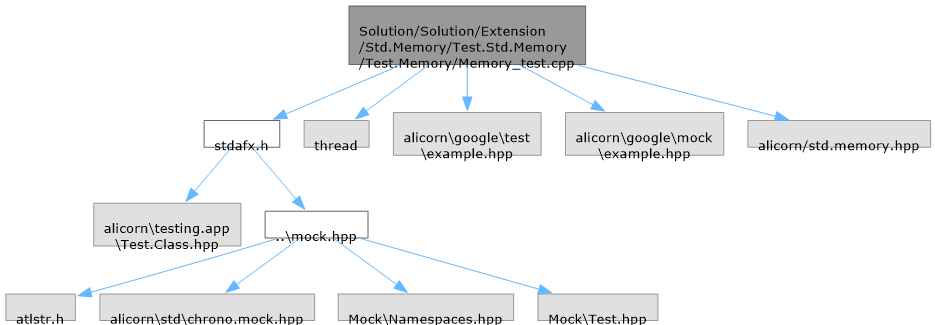 Solution/Solution/Extension
/Std.Memory/Test.Std.Memory
/Test.Memory/Memory_test.cpp
stdafx.h
thread
alicorn\google\test
\example.hpp
alicorn\google\mock
\example.hpp
alicorn/std.memory.hpp
alicorn\testing.app
\Test.Class.hpp
..\mock.hpp
atlstr.h
alicorn\std\chrono.mock.hpp
Mock\Namespaces.hpp
Mock\Test.hpp